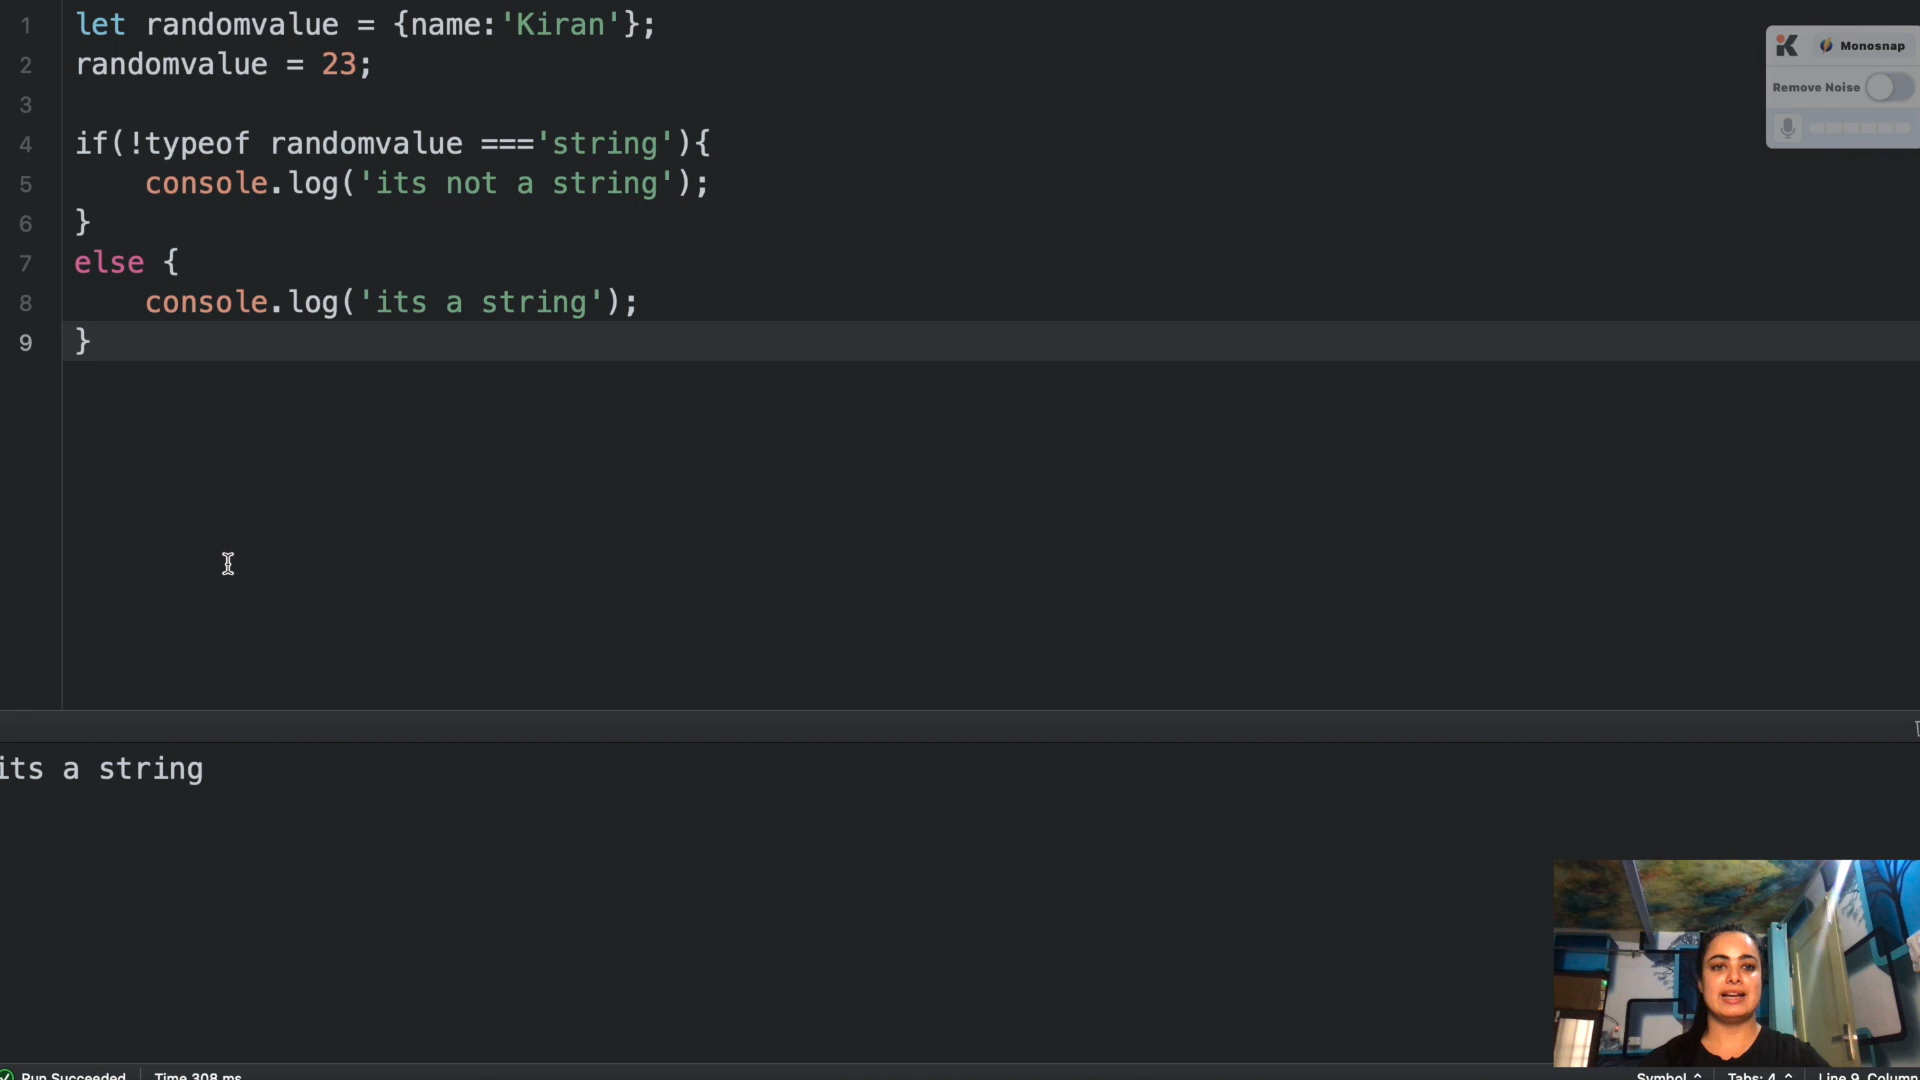 1 let randomvalue = {name:'Kiran'};
2 randomvalue = 23;
3
4 if(!typeof randomvalue ==='string'){
5 console.log('its not a string');
6 }
7 else {
8 console.log('its a string');
9 }
Monosnap
Remove Noise
its a string
Run Succeeded Time 308 ms Symbol Tabs: 4 Line 9, Column